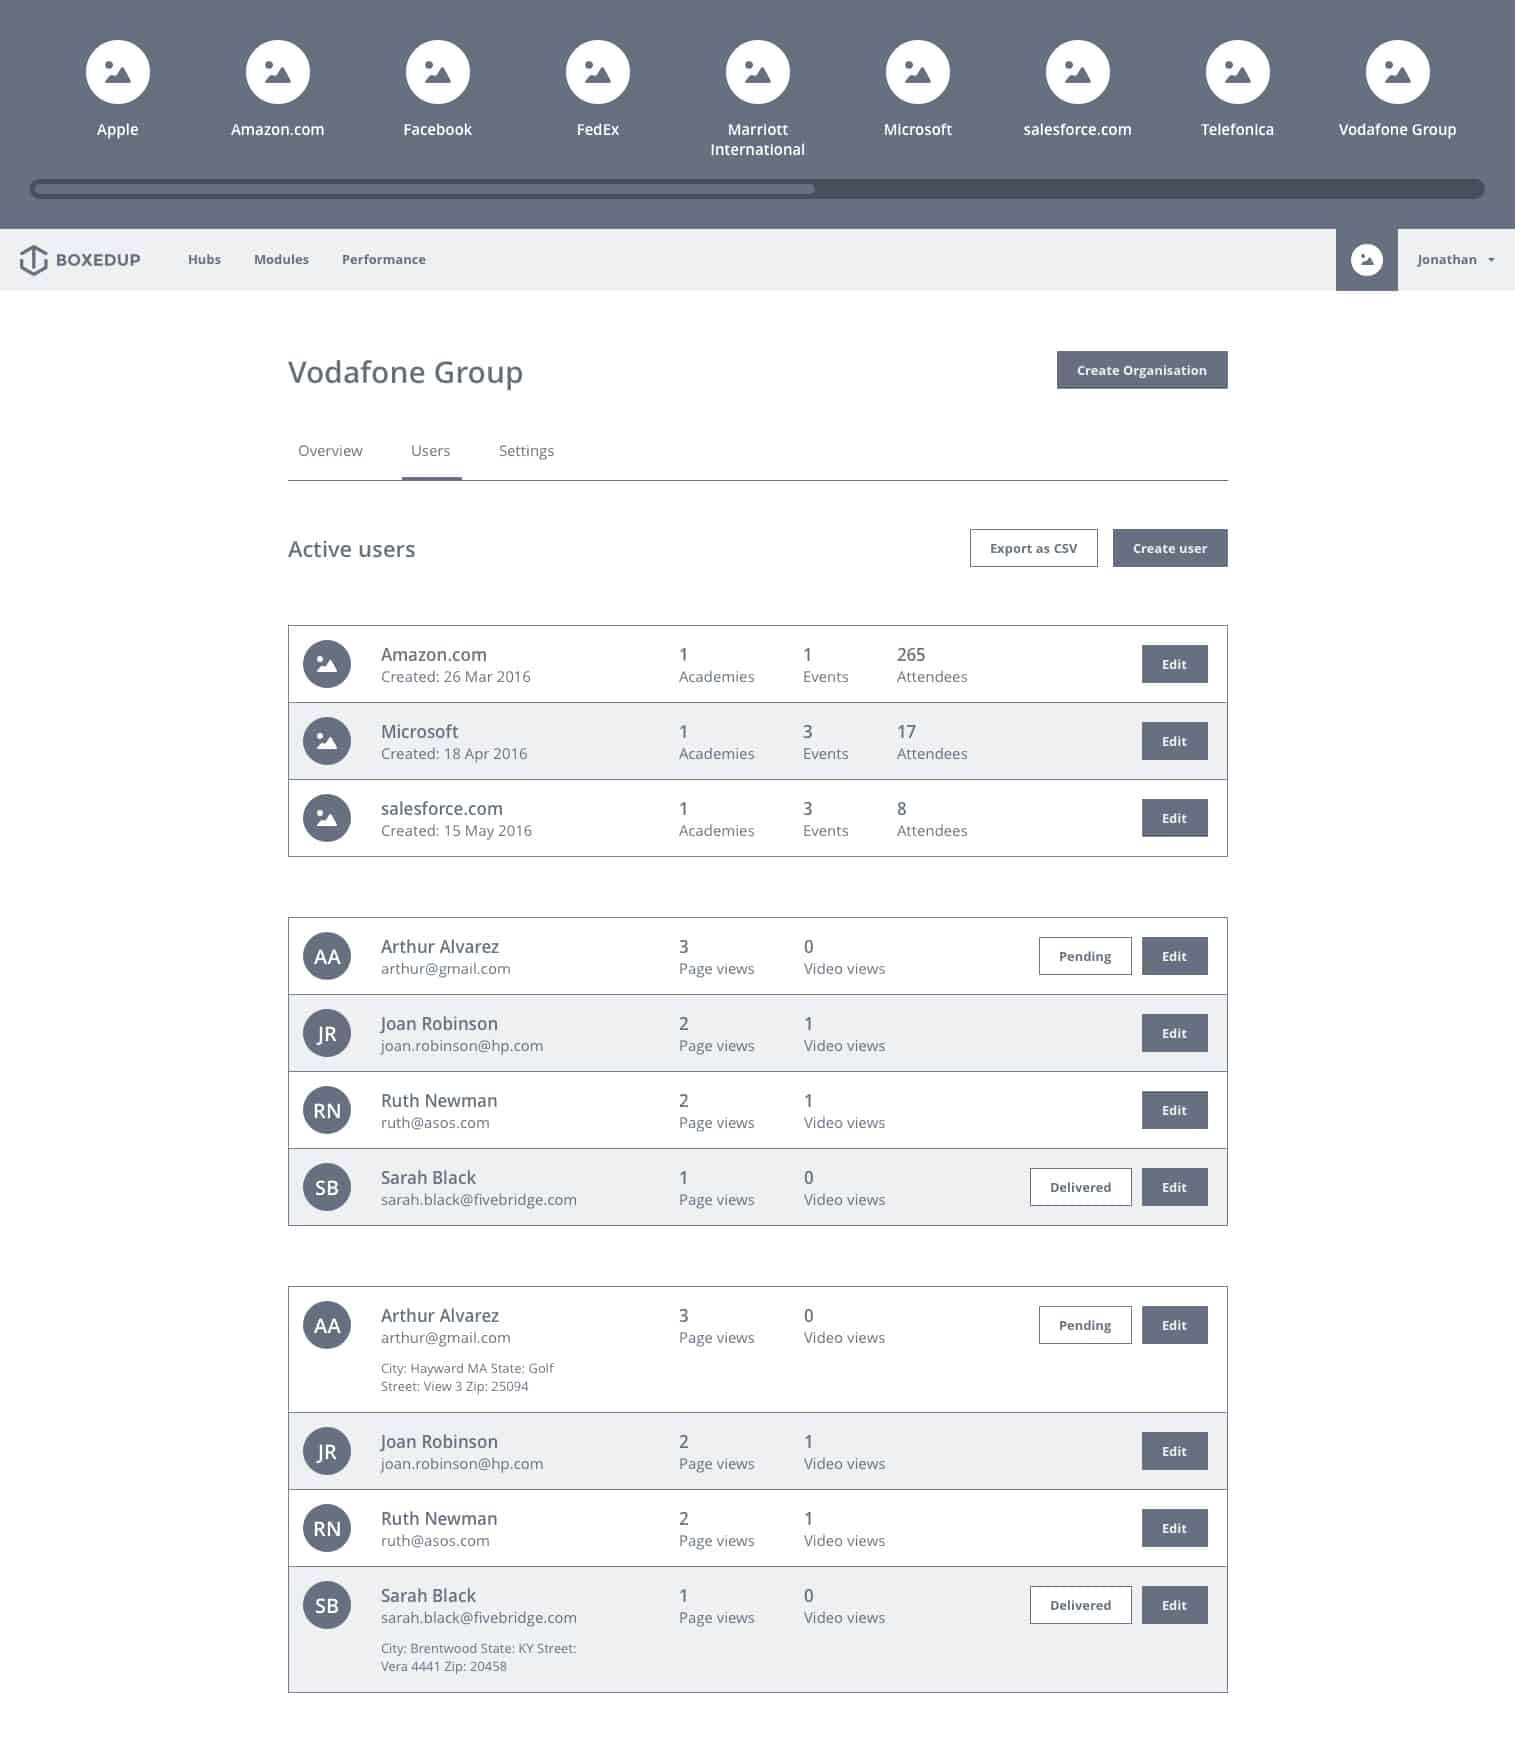 Apple
Amazon.com
Facebook
FedEx
Marriott
International
Microsoft
salesforce.com
Telefonica
Vodafone Group
BOXEDUP
Hubs
Modules
Performance
Jonathan
Vodafone Group
Create Organisation
Overview
Users
Settings
Active users
Export as CSV
Create user
Amazon.com
Created: 26 Mar 2016
1
Academies
1
Events
265
Attendees
Edit
Microsoft
Created: 18 Apr 2016
1
Academies
3
Events
17
Attendees
Edit
salesforce.com
Created: 15 May 2016
1
Academies
3
Events
8
Attendees
Edit
AA
Arthur Alvarez
arthur@gmail.com
3
Page views
0
Video views
Pending
Edit
JR
Joan Robinson
joan.robinson@hp.com
2
Page views
1
Video views
Edit
RN
Ruth Newman
ruth@asos.com
2
Page views
1
Video views
Edit
SB
Sarah Black
sarah.black@fivebridge.com
1
Page views
0
Video views
Delivered
Edit
AA
Arthur Alvarez
arthur@gmail.com
City: Hayward MA State: Golf
Street: View 3 Zip: 25094
3
Page views
0
Video views
Pending
Edit
JR
Joan Robinson
joan.robinson@hp.com
2
Page views
1
Video views
Edit
RN
Ruth Newman
ruth@asos.com
2
Page views
1
Video views
Edit
SB
Sarah Black
sarah.black@fivebridge.com
City: Brentwood State: KY Street:
Vera 4441 Zip: 20458
1
Page views
0
Video views
Delivered
Edit